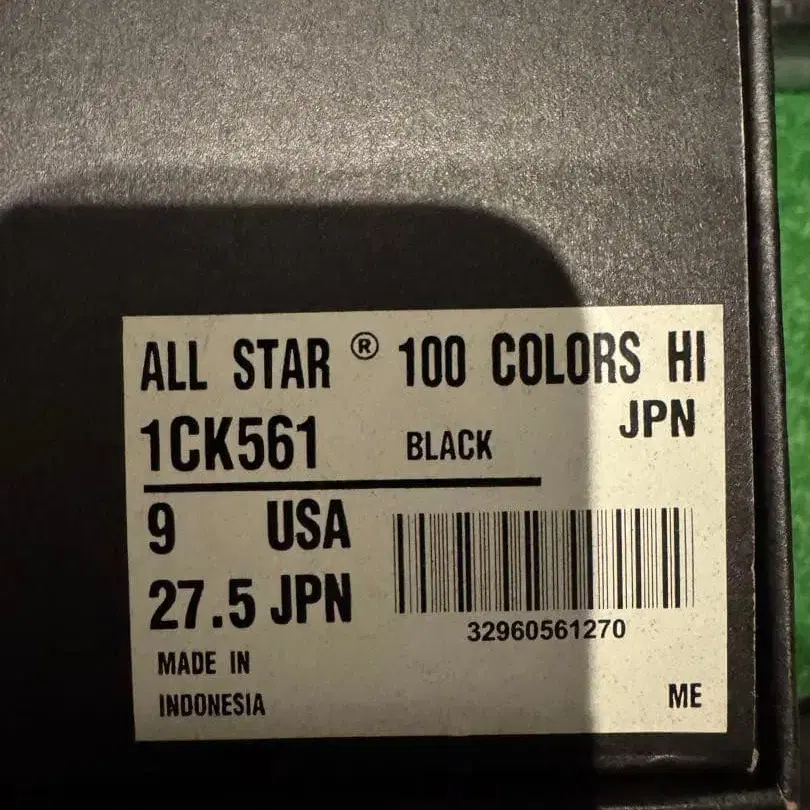 ALL STAR ® 100 COLORS HI
JPN
1CK561 BLACK
9 USA
27.5 JPN
32960561270
MADE IN
INDONESIA
ME